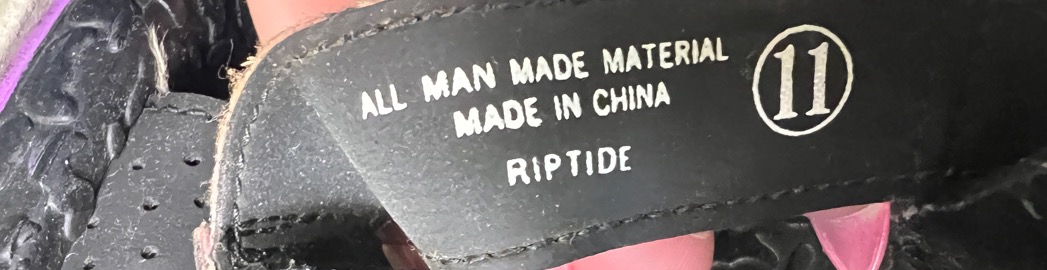 ALL MAN MADE MATERIAL
MADE IN CHINA
RIPTIDE
11